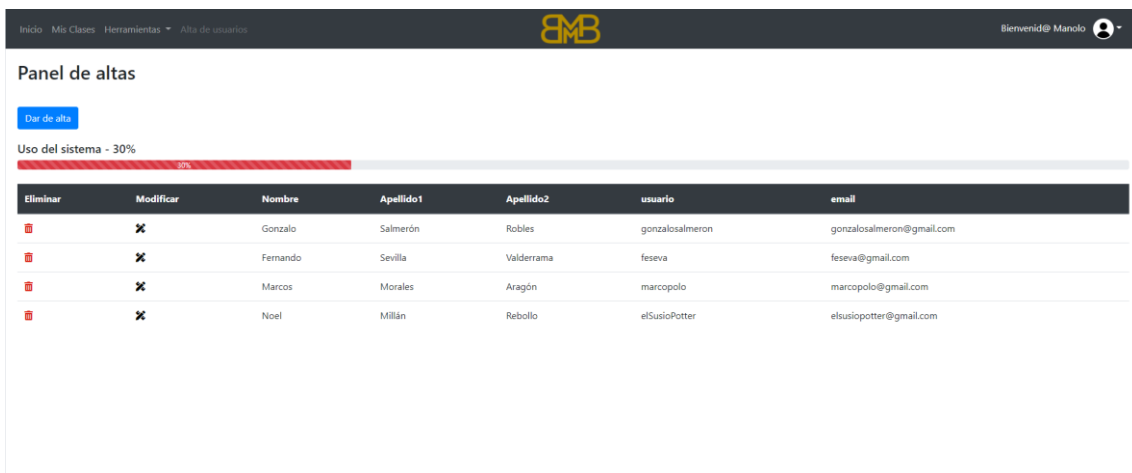 Inicio Mis Clases Herramientas Alta de usuarios BMB Bienvenid@ Manolo
Panel de altas
Dar de alta
Uso del sistema - 30%
30%
Eliminar Modificar Nombre Apellido1 Apellido2 usuario email
Gonzalo Salmerón Robles gonzalosalmeron gonzalosalmeron@gmail.com
Fernando Sevilla Valderrama feseva feseva@gmail.com
Marcos Morales Aragón marcopolo marcopolo@gmail.com
Noel Millán Rebollo elSusioPotter elsusiopotter@gmail.com